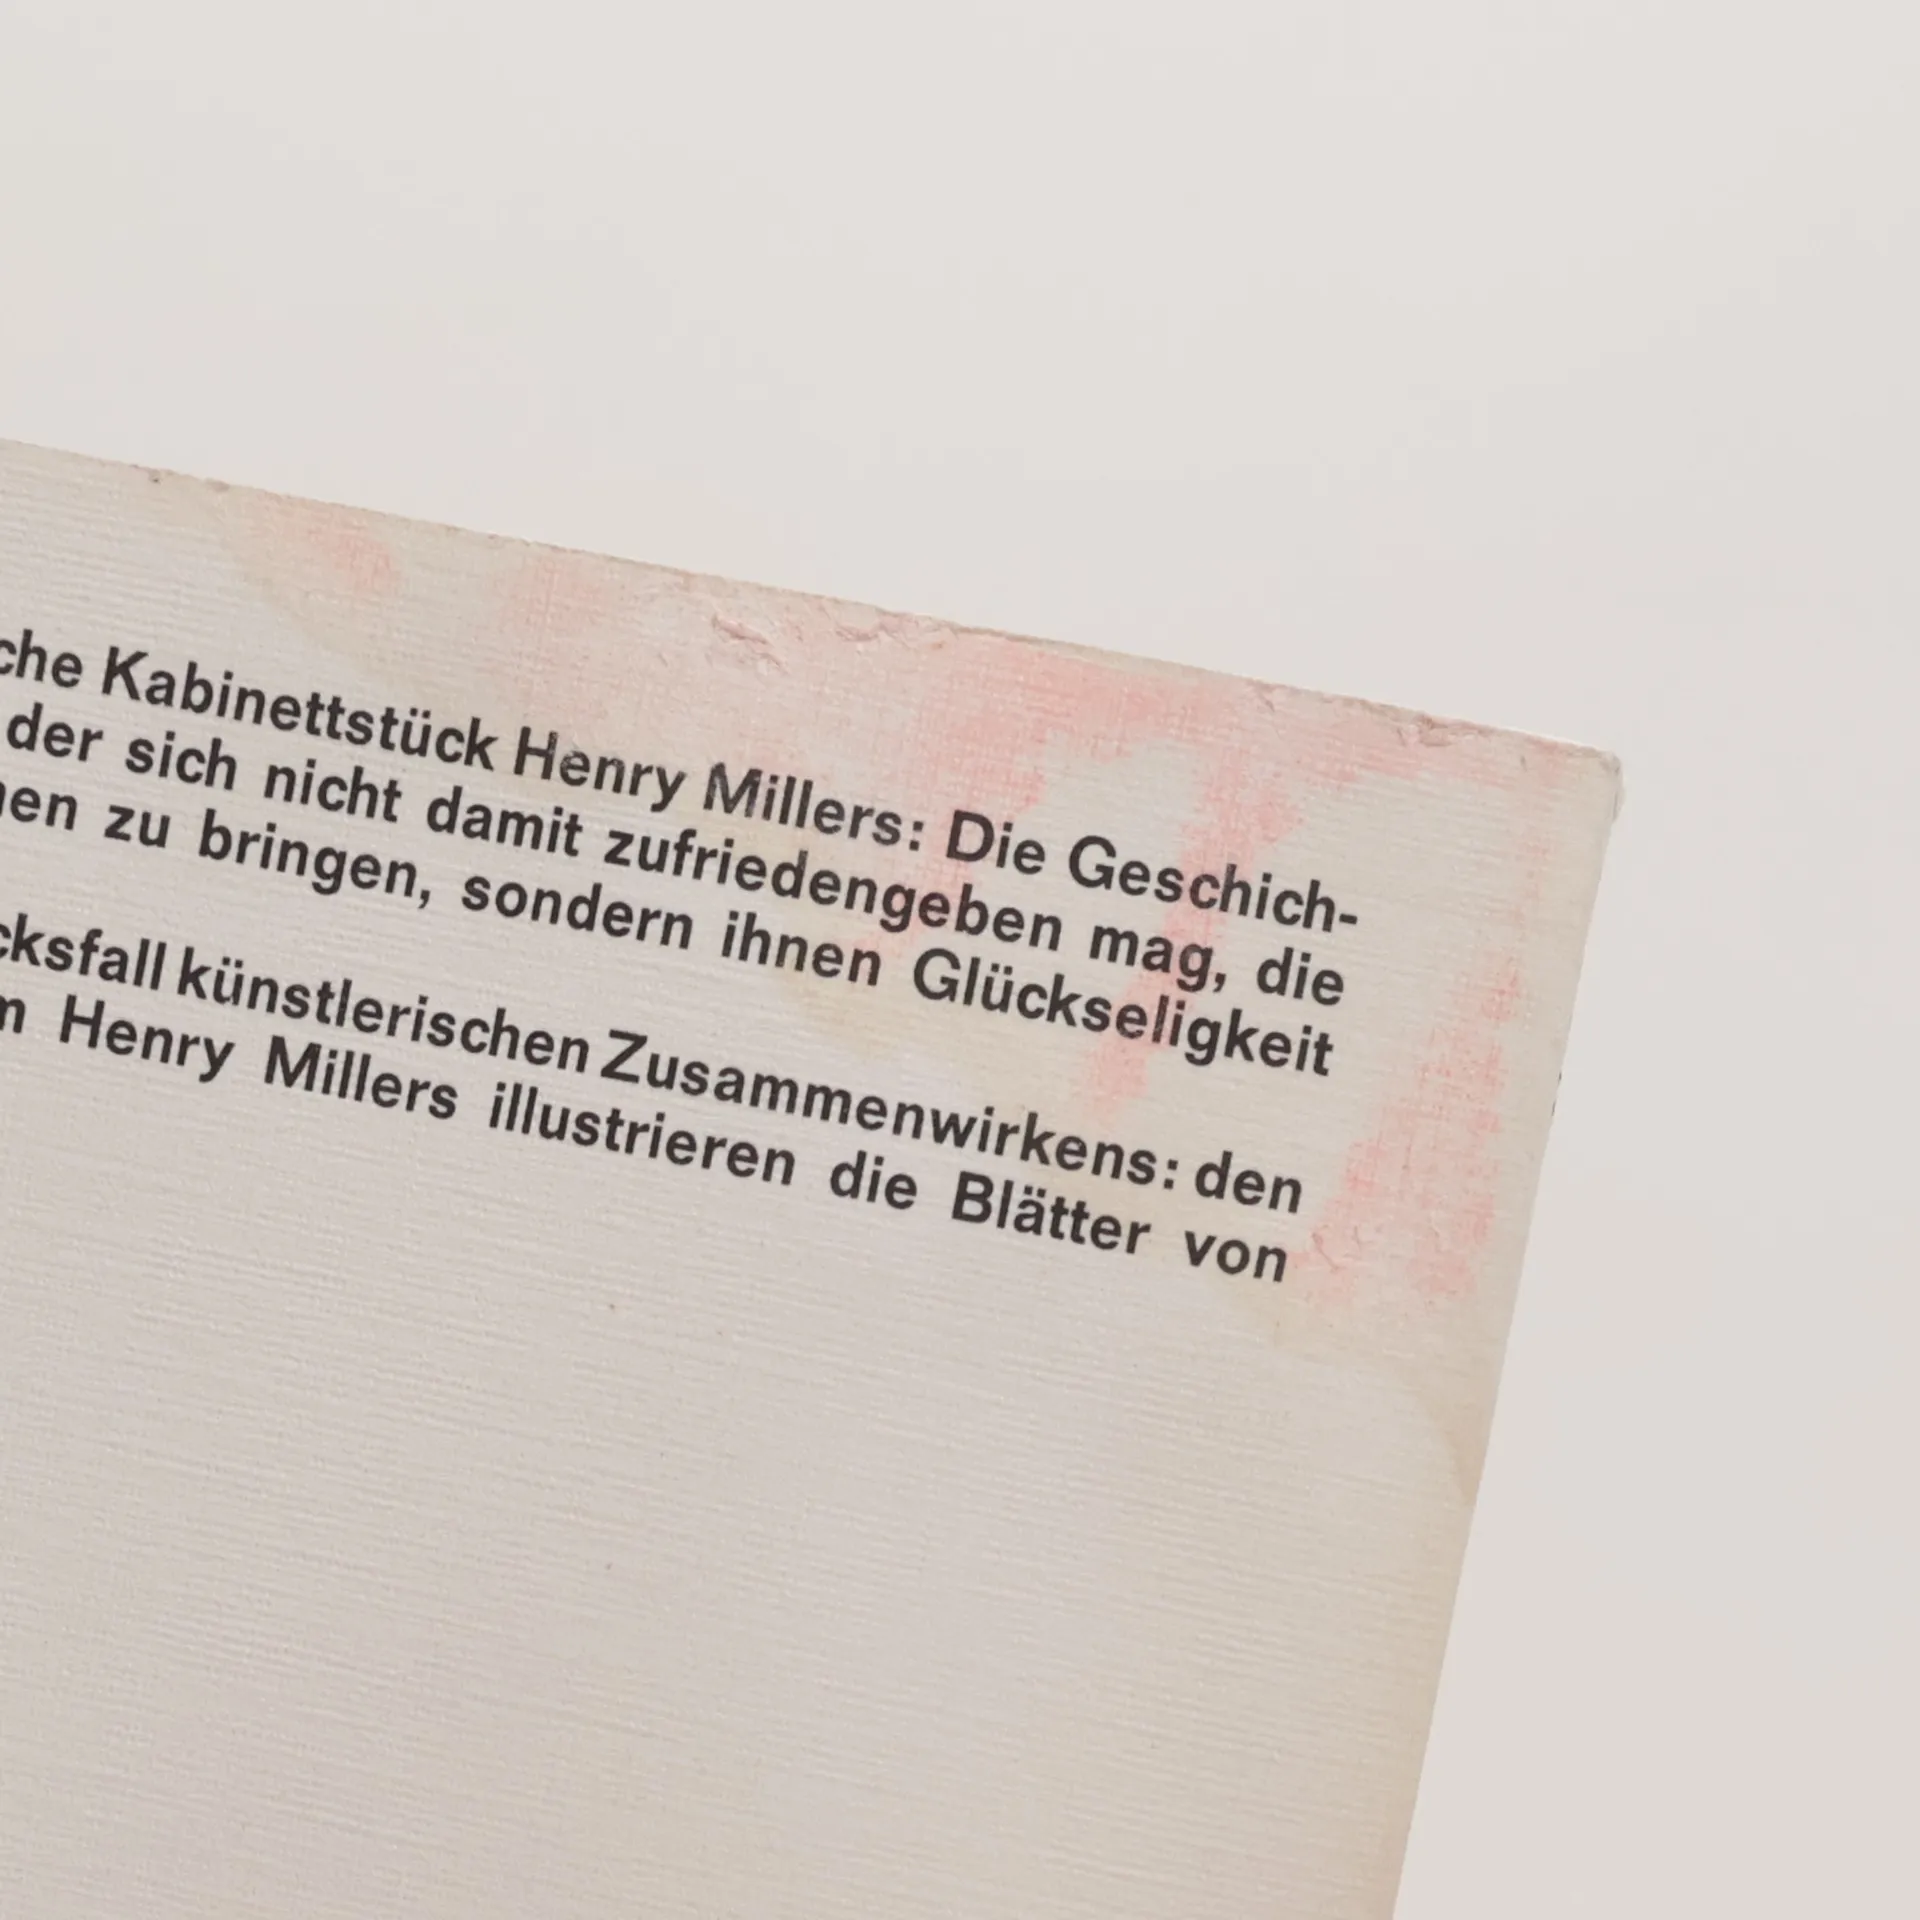 che Kabinettstück Henry Millers: Die Geschich-
der sich nicht damit zufriedengeben mag, die
en zu bringen, sondern ihnen Glückseligkeit
cksfall künstlerischen Zusammenwirkens: den
m Henry Millers illustrieren die Blätter von